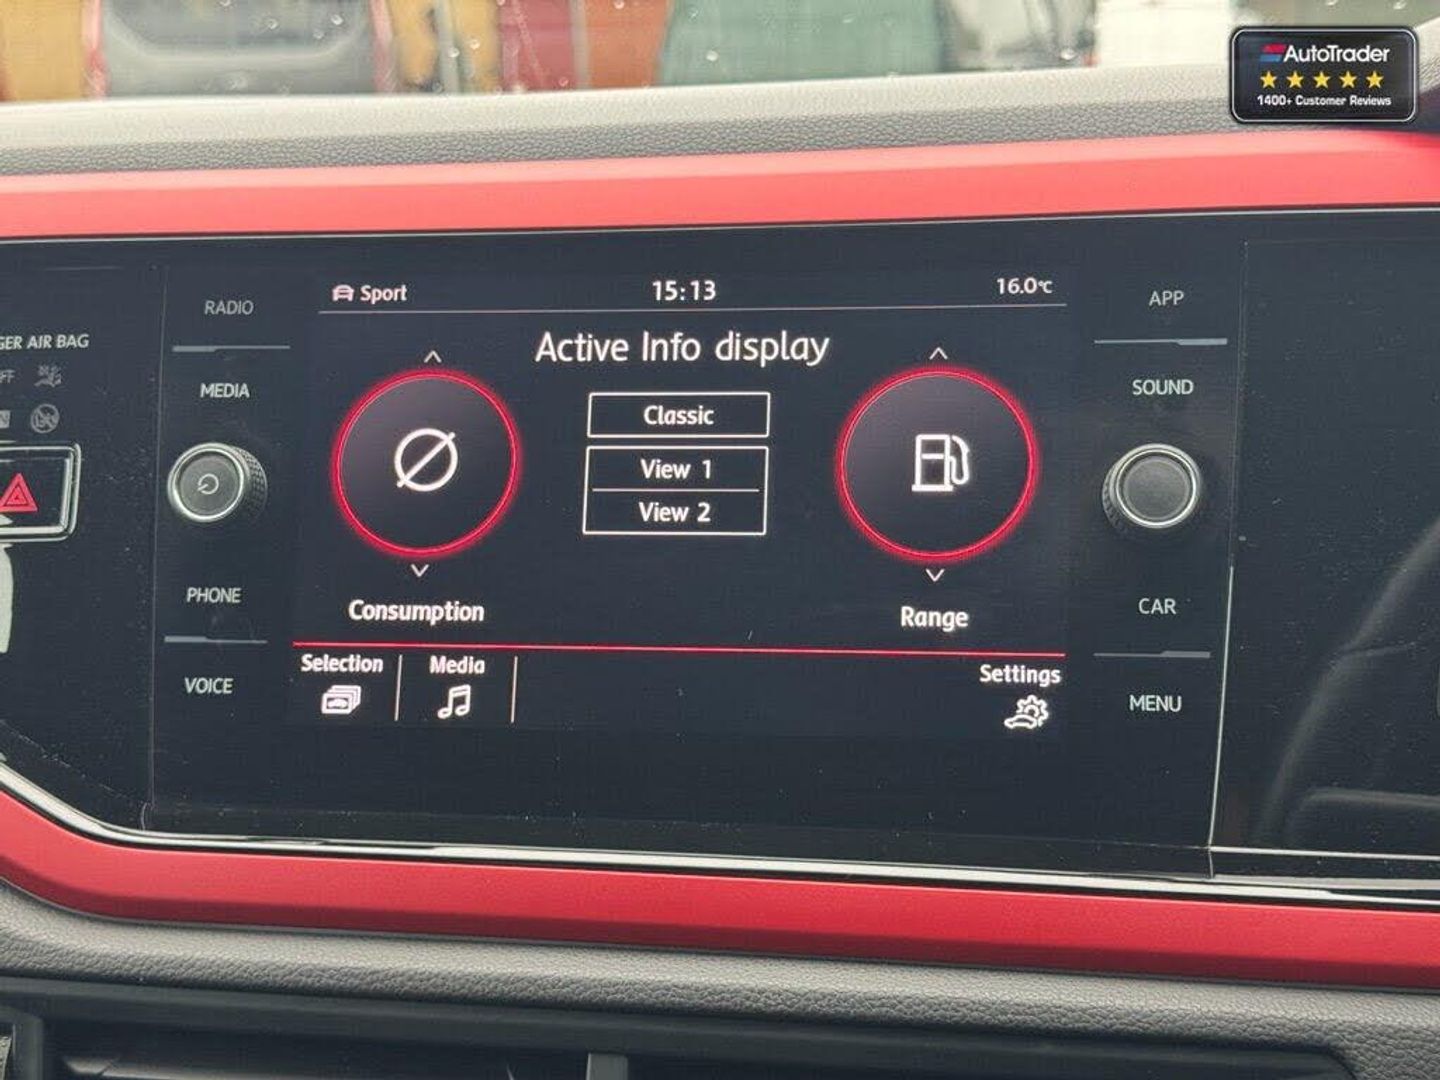 AutoTrader
1400+ Customer Reviews
RADIO
MEDIA
PHONE
VOICE
AIR BAG
Sport
15:13
16.0°C
Active Info display
Classic
View 1
View 2
Consumption
Range
Selection
Media
Settings
APP
SOUND
CAR
MENU